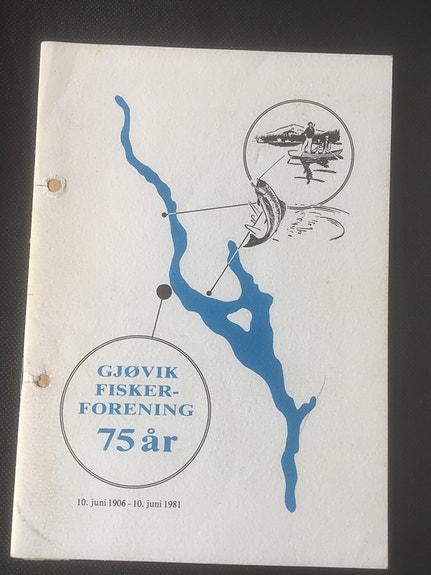 GJØVIK
FISKER-
FORENING
75 år
10. juni 1906 - 10. juni 1981